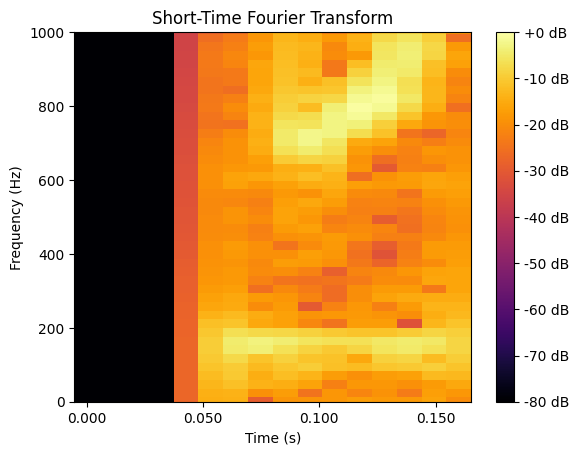 Short-Time Fourier Transform
1000
800
600
400
200
0
Frequency (Hz)
0.000
0.050
0.100
0.150
Time (s)
+0 dB
-10 dB
-20 dB
-30 dB
-40 dB
-50 dB
-60 dB
-70 dB
-80 dB